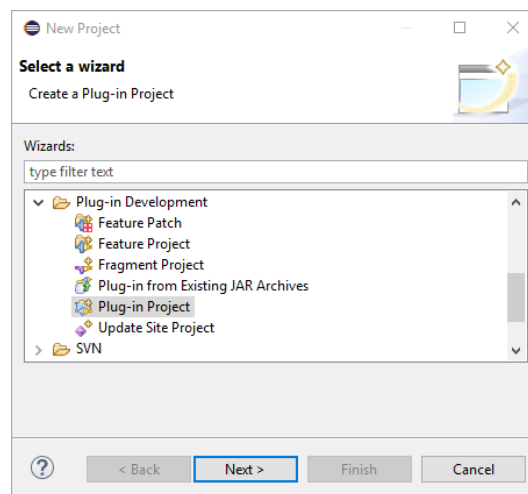 New Project
Select a wizard
Create a Plug-in Project
Wizards:
type filter text
Plug-in Development
Feature Patch
Feature Project
Fragment Project
Plug-in from Existing JAR Archives
Plug-in Project
Update Site Project
SVN
? < Back Next > Finish Cancel